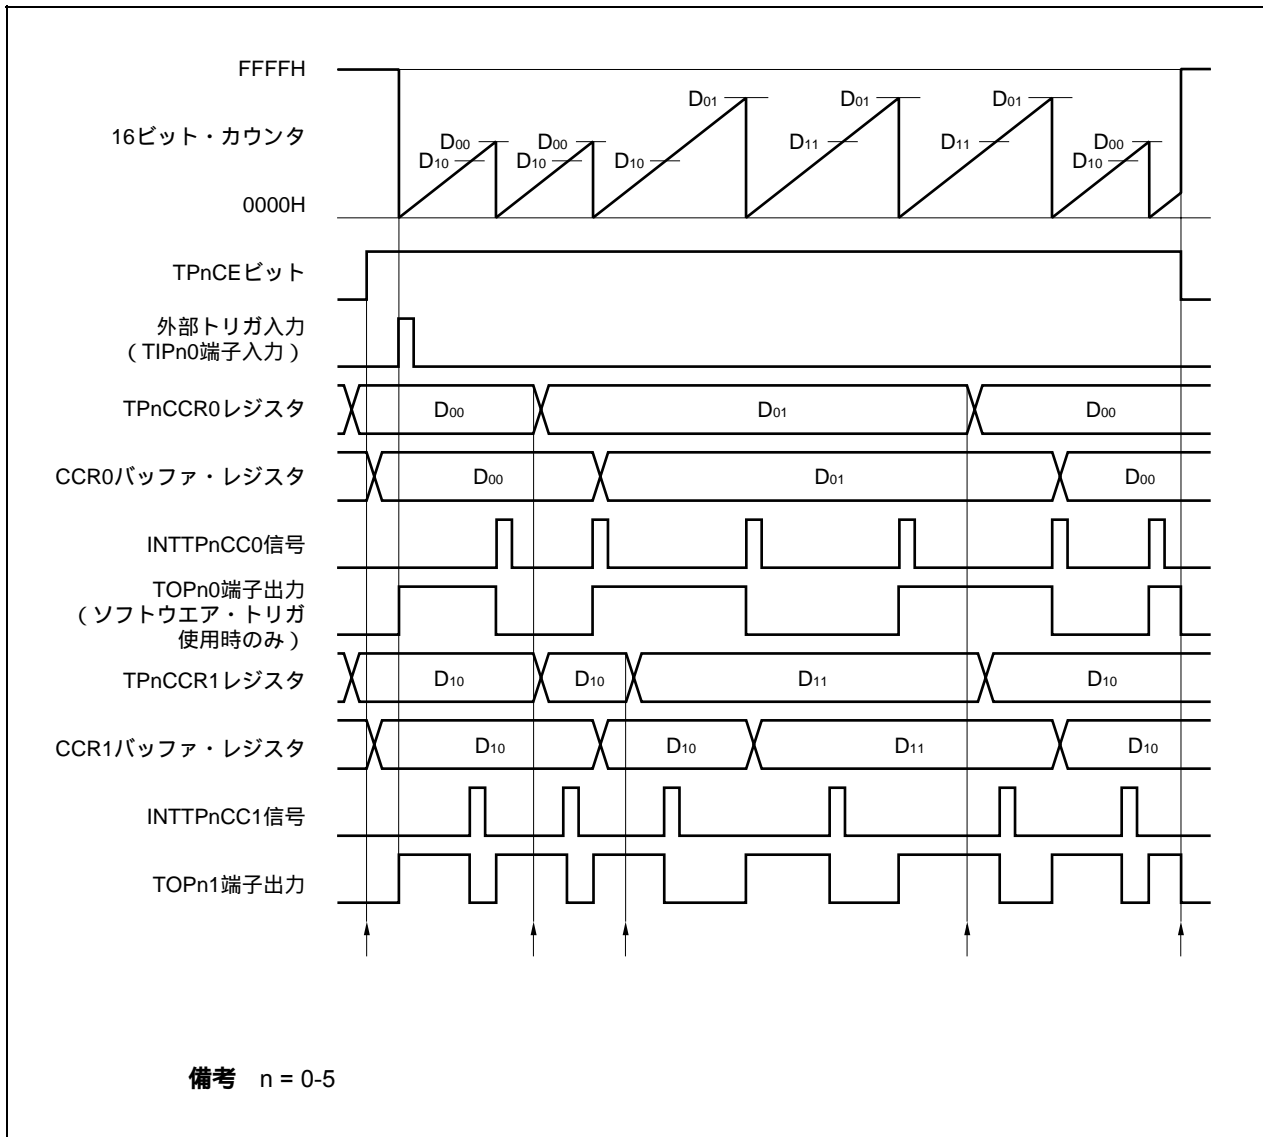 FFFFH
16ビット・カウンタ
0000H
D01 D01 D01
D00 D00 D11 D11 D00
D10 D10 D10 D10
TPnCEビット
外部トリガ入力
(TIPn0端子入力)
TPnCCR0レジスタ
D00 D01 D00
CCR0バッファ・レジスタ
D00 D01 D00
INTTPnCC0信号
TOPn0端子出力
(ソフトウエア・トリガ
使用時のみ)
TPnCCR1レジスタ
D10 D10 D11 D10
CCR1バッファ・レジスタ
D10 D10 D11 D10
INTTPnCC1信号
TOPn1端子出力
備考 n = 0-5